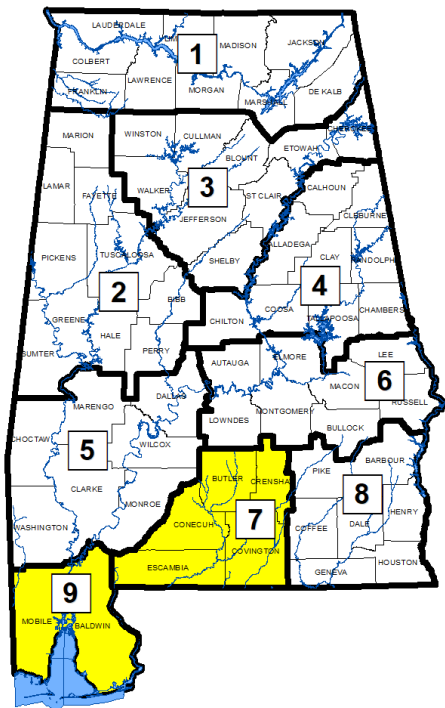 LAUDERDALE
MADISON
JACKSON
1
COLBERT
LAWRENCE
FRANKLIN
MORGAN
MARSHALL
DE KALB
MARION
WINSTON
CULLMAN
ETOWAH
BLOUNT
3
LAMAR
FAYETTE
WALKER
ST CLAIR
CALHOUN
JEFFERSON
CLEBURNE
TALLADEGA
PICKENS
TUSCALOOSA
SHELBY
CLAY
RANDOLPH
2
4
BIBB
GREENE
HALE
CHILTON
COOSA
TALLAPOOSA
CHAMBERS
SUMTER
PERRY
AUTAUGA
ELMORE
LEE
MACON
6
DALLAS
MARENGO
RUSSELL
LOWNDES
MONTGOMERY
BULLOCK
CHOCTAW
5
WILCOX
PIKE
BARBOUR
CLARKE
BUTLER
CRENSHA
8
MONROE
HENRY
CONECUH
7
COFFEE
DALE
WASHINGTON
COVINGTON
ESCAMBIA
GENEVA
HOUSTON
9
MOBILE
BALDWIN